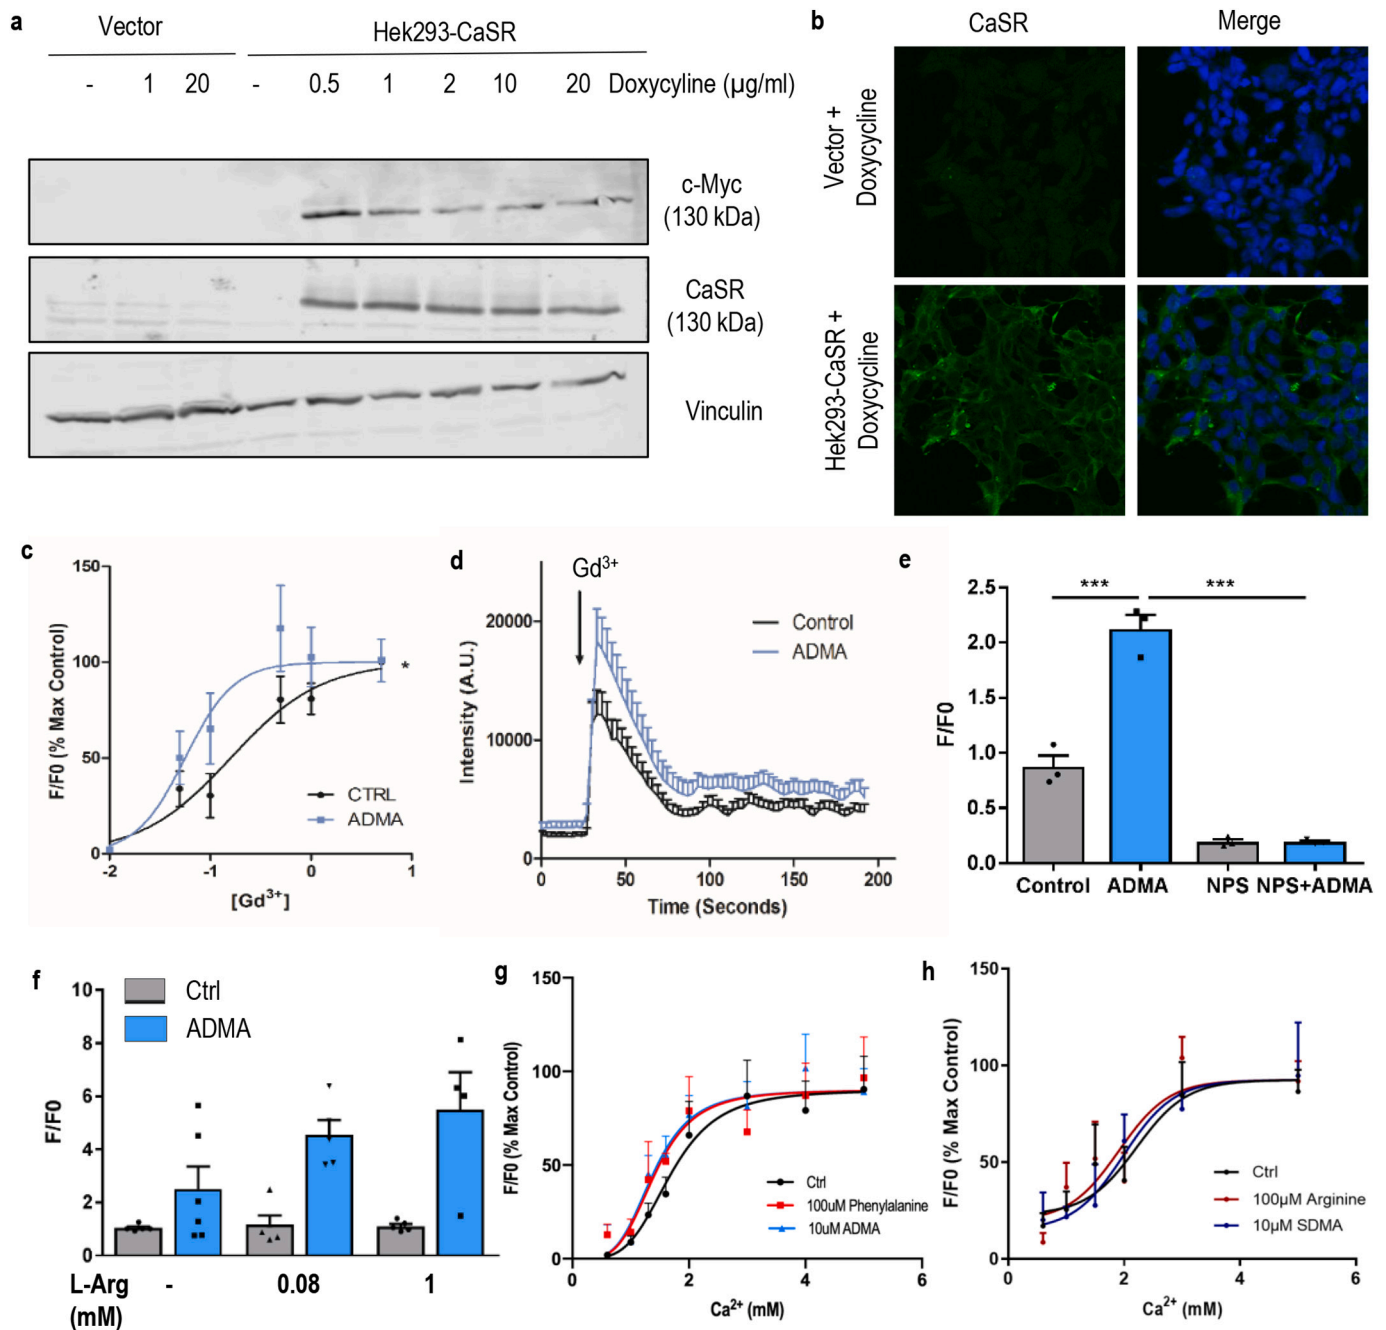 a
Vector
Hek293-CaSR
- 1 20 - 0.5 1 2 10 20 Doxycyline (µg/ml)
c-Myc
(130 kDa)
CaSR
(130 kDa)
Vinculin
b
CaSR
Merge
Vector +
Doxycycline
Hek293-CaSR +
Doxycycline
c
150
100
50
0
F/F0 (% Max Control)
*
CTRL
ADMA
-2 -1 0 1
[Gd³⁺]
d
Gd³⁺
20000
10000
0
Intensity (A.U.)
Control
ADMA
0 50 100 150 200
Time (Seconds)
e
*** ***
2.5
2.0
1.5
1.0
0.5
0.0
F/F0
Control ADMA NPS NPS+ADMA
f
Ctrl
ADMA
10
8
6
4
2
0
F/F0
L-Arg - 0.08 1
(mM)
g
150
100
50
0
F/F0 (% Max Control)
Ctrl
100uM Phenylalanine
10uM ADMA
0 2 4 6
Ca²⁺ (mM)
h
150
100
50
0
F/F0 (% Max Control)
Ctrl
100µM Arginine
10µM SDMA
0 2 4 6
Ca²⁺ (mM)